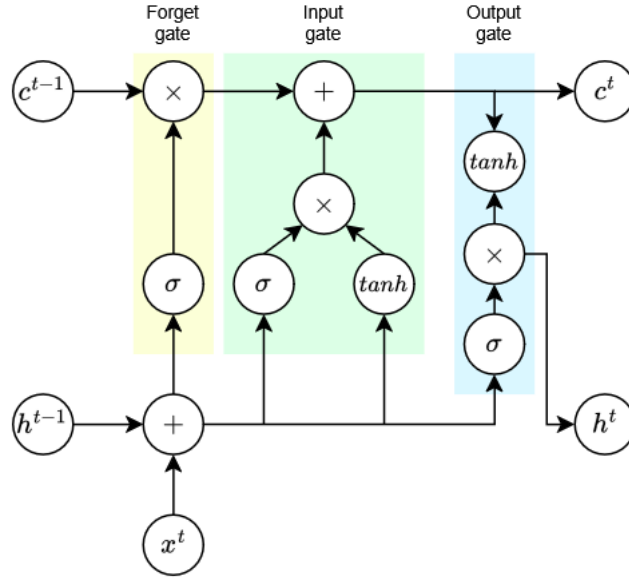 Forget
gate
Input
gate
Output
gate
c^{t-1}
×
+
c^t
tanh
×
×
σ
σ
tanh
σ
h^{t-1}
+
h^t
x^t